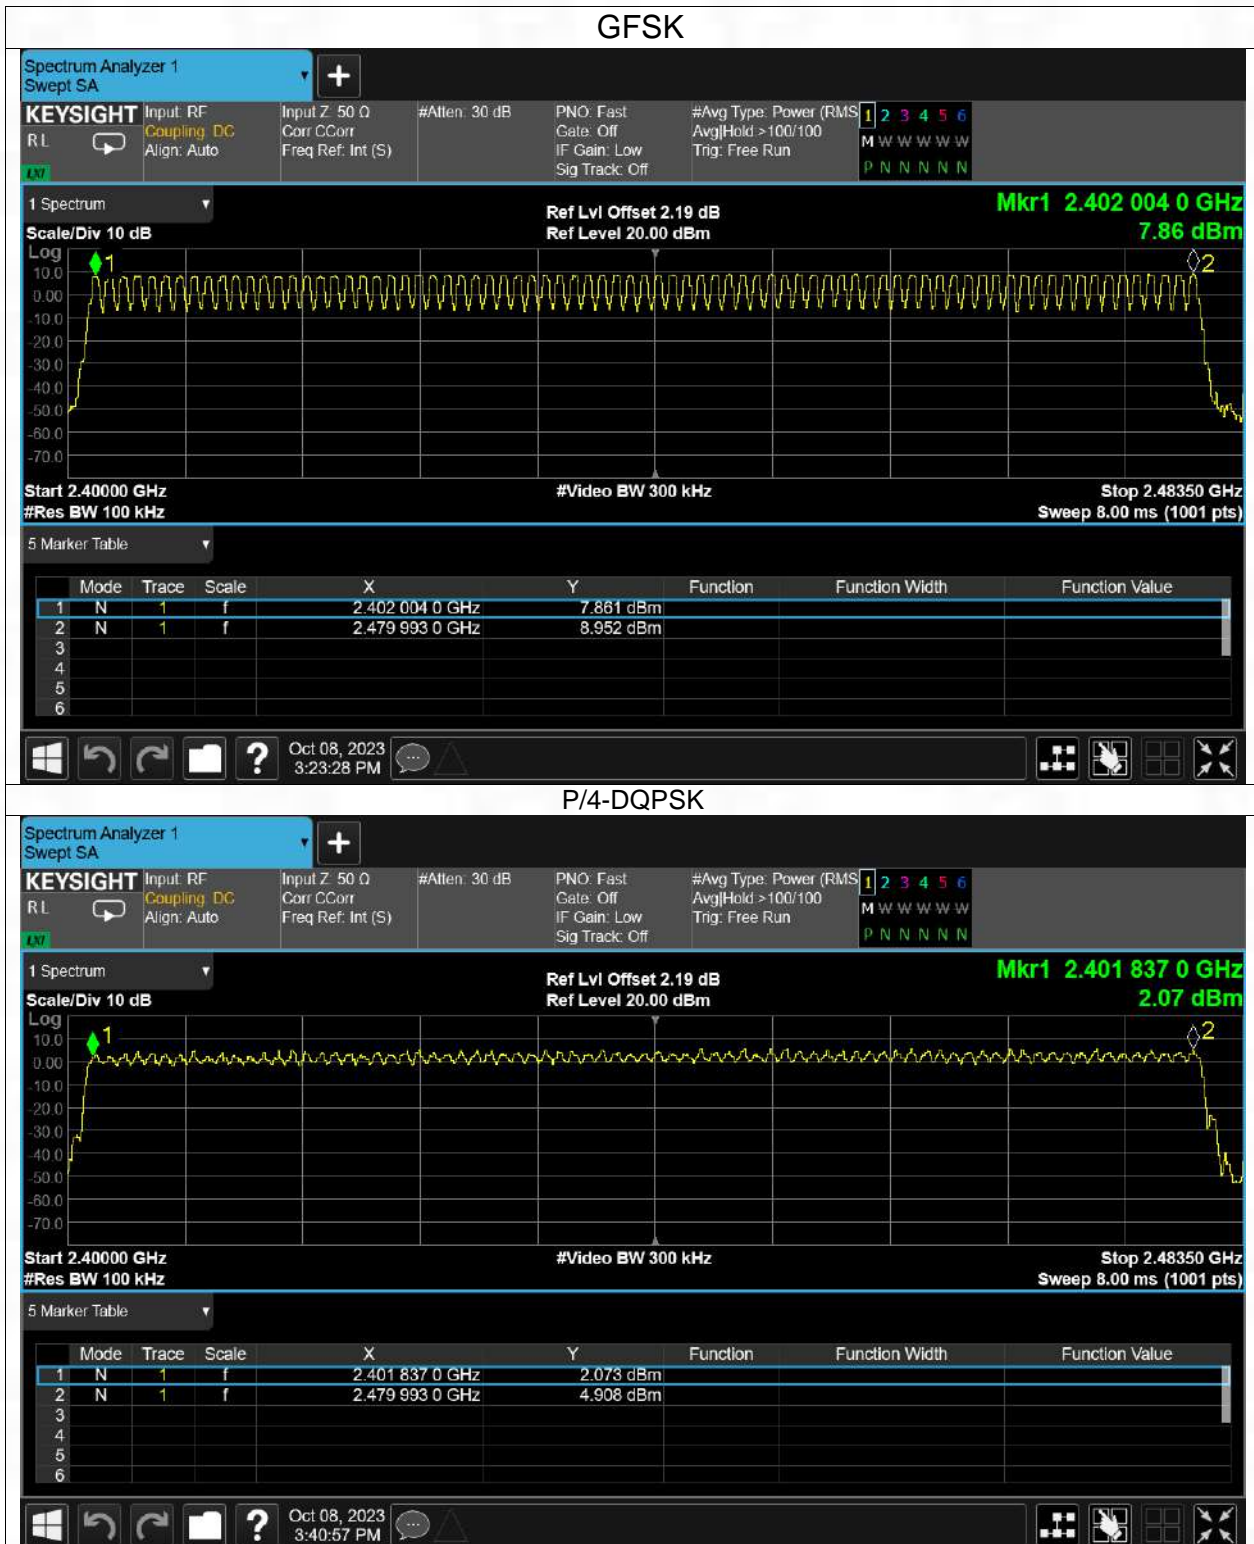 GFSK
Spectrum Analyzer 1
Swept SA
KEYSIGHT
RL
LXI
Input: RF
Coupling: DC
Align: Auto
Input Z: 50 Ω
Corr CCorr
Freq Ref: Int (S)
#Atten: 30 dB
PNO: Fast
Gate: Off
IF Gain: Low
Sig Track: Off
#Avg Type: Power (RMS
Avg|Hold >100/100
Trig: Free Run
1 2 3 4 5 6
M W W W W W
P N N N N N
1 Spectrum
Scale/Div 10 dB
Ref Lvl Offset 2.19 dB
Ref Level 20.00 dBm
Mkr1 2.402 004 0 GHz
7.86 dBm
Log
10.0
0.00
-10.0
-20.0
-30.0
-40.0
-50.0
-60.0
-70.0
1
2
Start 2.40000 GHz
#Video BW 300 kHz
Stop 2.48350 GHz
#Res BW 100 kHz
Sweep 8.00 ms (1001 pts)
5 Marker Table
Mode Trace Scale X Y Function Function Width Function Value
1 N 1 f 2.402 004 0 GHz 7.861 dBm
2 N 1 f 2.479 993 0 GHz 8.952 dBm
3
4
5
6
?
Oct 08, 2023
3:23:28 PM
P/4-DQPSK
Spectrum Analyzer 1
Swept SA
KEYSIGHT
RL
LXI
Input: RF
Coupling: DC
Align: Auto
Input Z: 50 Ω
Corr CCorr
Freq Ref: Int (S)
#Atten: 30 dB
PNO: Fast
Gate: Off
IF Gain: Low
Sig Track: Off
#Avg Type: Power (RMS
Avg|Hold >100/100
Trig: Free Run
1 2 3 4 5 6
M W W W W W
P N N N N N
1 Spectrum
Scale/Div 10 dB
Ref Lvl Offset 2.19 dB
Ref Level 20.00 dBm
Mkr1 2.401 837 0 GHz
2.07 dBm
Log
10.0
0.00
-10.0
-20.0
-30.0
-40.0
-50.0
-60.0
-70.0
1
2
Start 2.40000 GHz
#Video BW 300 kHz
Stop 2.48350 GHz
#Res BW 100 kHz
Sweep 8.00 ms (1001 pts)
5 Marker Table
Mode Trace Scale X Y Function Function Width Function Value
1 N 1 f 2.401 837 0 GHz 2.073 dBm
2 N 1 f 2.479 993 0 GHz 4.908 dBm
3
4
5
6
?
Oct 08, 2023
3:40:57 PM